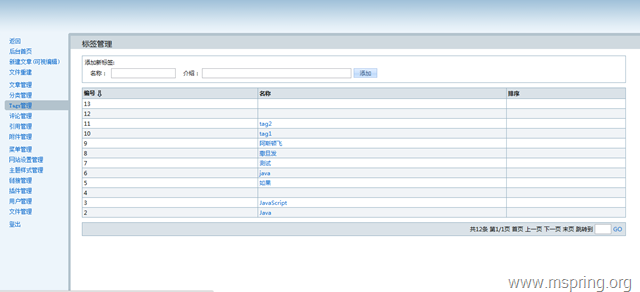 返回
后台首页
新建文章(可视编辑)
文件重建
文章管理
分类管理
Tags管理
评论管理
引用管理
附件管理
菜单管理
网站设置管理
主题样式管理
链接管理
插件管理
用户管理
文件管理
登出
标签管理
添加新标签:
名称： 介绍： 添加
编号 名称 排序
13
12
11 tag2
10 tag1
9 阿斯顿飞
8 撒旦发
7 测试
6 java
5 如果
4
3 JavaScript
2 Java
共12条 第1/1页 首页 上一页 下一页 末页 跳转到 GO
www.mspring.org